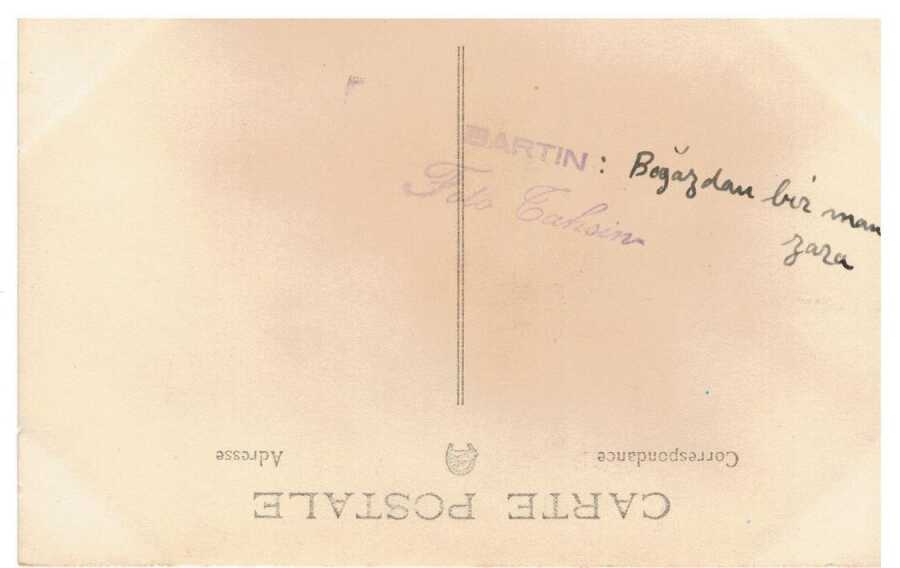 BARTIN : Boğazdan bir man
zara
Foto Tahsin
Correspondance
Adresse
CARTE POSTALE